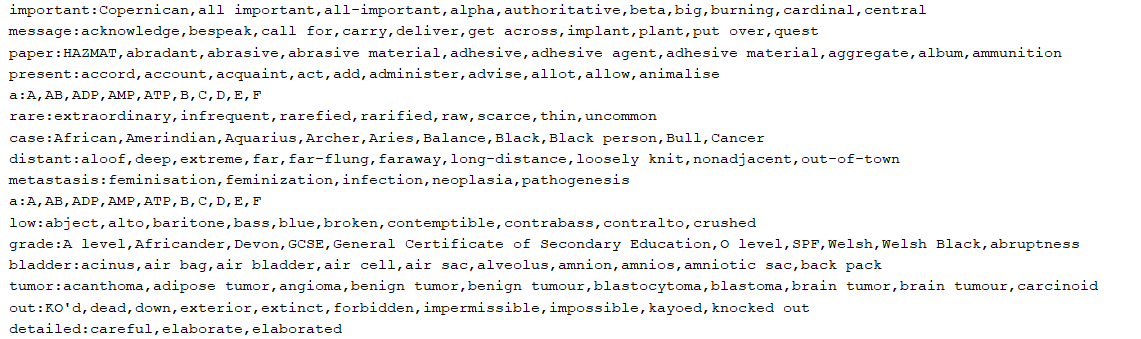 important:Copernican,all important,all-important,alpha,authoritative,beta,big,burning,cardinal,central
message:acknowledge,bespeak,call for,carry,deliver,get across,implant,plant,put over,quest
paper:HAZMAT,abradant,abrasive,abrasive material,adhesive,adhesive agent,adhesive material,aggregate,album,ammunition
present:accord,account,acquaint,act,add,administer,advise,allot,allow,animalise
a:A,AB,ADP,AMP,ATP,B,C,D,E,F
rare:extraordinary,infrequent,rarefied,rarified,raw,scarce,thin,uncommon
case:African,Amerindian,Aquarius,Archer,Aries,Balance,Black,Black person,Bull,Cancer
distant:aloof,deep,extreme,far,far-flung,faraway,long-distance,loosely knit,nonadjacent,out-of-town
metastasis:feminisation,feminization,infection,neoplasia,pathogenesis
a:A,AB,ADP,AMP,ATP,B,C,D,E,F
low:abject,alto,baritone,bass,blue,broken,contemptible,contrabass,contralto,crushed
grade:A level,Africander,Devon,GCSE,General Certificate of Secondary Education,O level,SPF,Welsh,Welsh Black,abruptness
bladder:acinus,air bag,air bladder,air cell,air sac,alveolus,amnion,amnios,amniotic sac,back pack
tumor:acanthoma,adipose tumor,angioma,benign tumor,benign tumour,blastocytoma,blastoma,brain tumor,brain tumour,carcinoid
out:KO'd,dead,down,exterior,extinct,forbidden,impermissible,impossible,kayoed,knocked out
detailed:careful,elaborate,elaborated